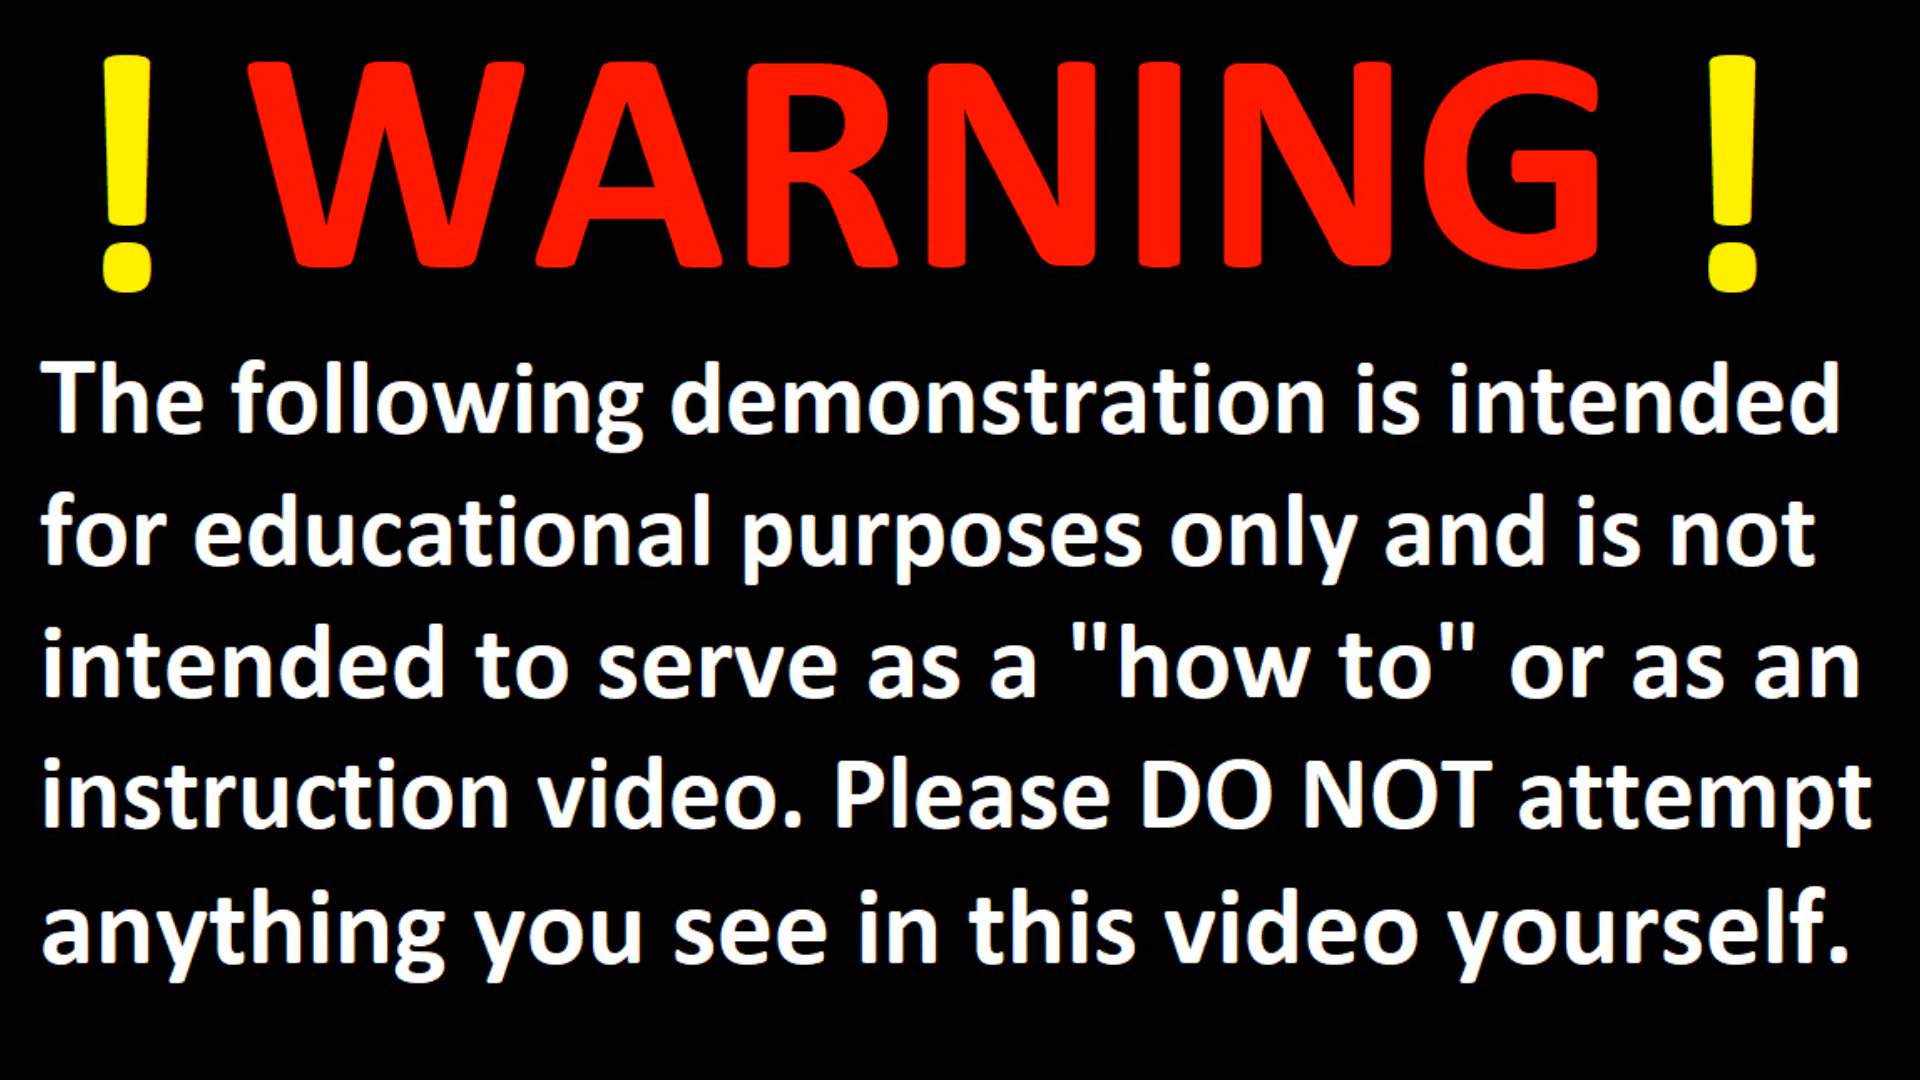 ! WARNING !
The following demonstration is intended
for educational purposes only and is not
intended to serve as a "how to" or as an
instruction video. Please DO NOT attempt
anything you see in this video yourself.